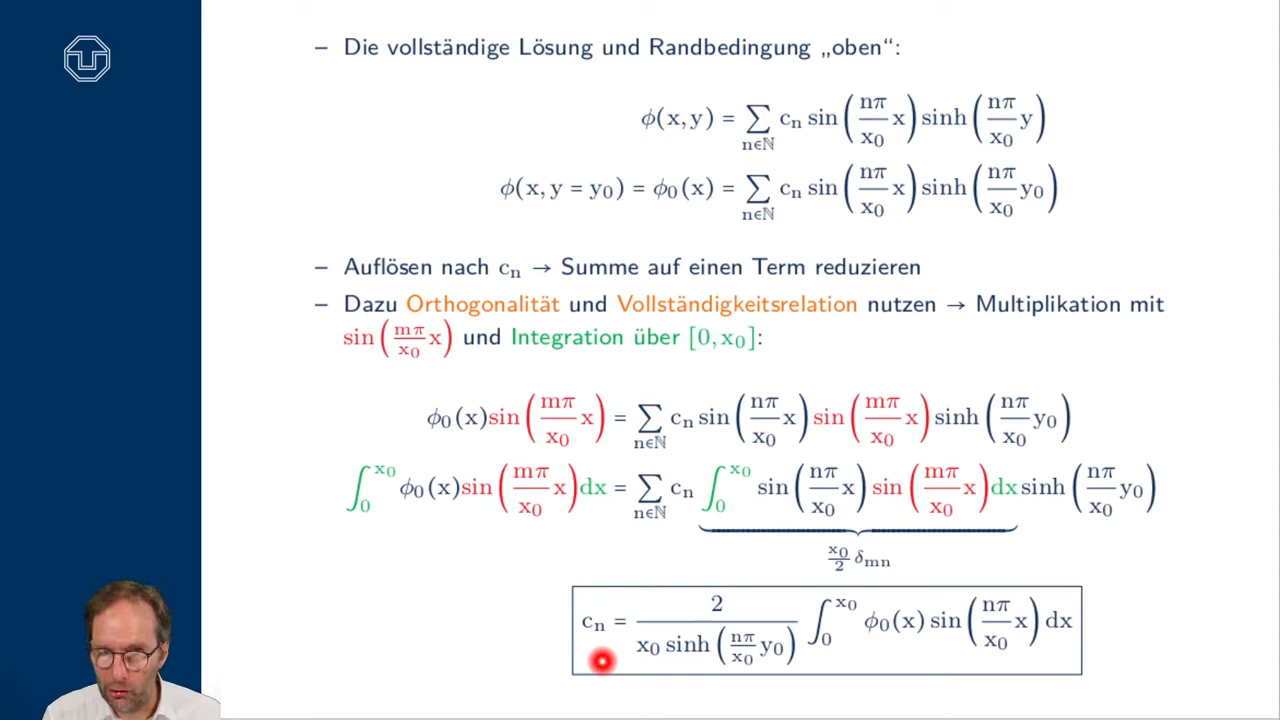 – Die vollständige Lösung und Randbedingung „oben“:
ϕ(x, y) = ∑_{n∈ℕ} c_n sin(nπ/x_0 x) sinh(nπ/x_0 y)
ϕ(x, y = y_0) = ϕ_0(x) = ∑_{n∈ℕ} c_n sin(nπ/x_0 x) sinh(nπ/x_0 y_0)
– Auflösen nach c_n → Summe auf einen Term reduzieren
– Dazu Orthogonalität und Vollständigkeitsrelation nutzen → Multiplikation mit
sin(mπ/x_0 x) und Integration über [0, x_0]:
ϕ_0(x) sin(mπ/x_0 x) = ∑_{n∈ℕ} c_n sin(nπ/x_0 x) sin(mπ/x_0 x) sinh(nπ/x_0 y_0)
∫_0^{x_0} ϕ_0(x) sin(mπ/x_0 x) dx = ∑_{n∈ℕ} c_n ∫_0^{x_0} sin(nπ/x_0 x) sin(mπ/x_0 x) dx sinh(nπ/x_0 y_0)
x_0/2 δ_{mn}
c_n = 2/(x_0 sinh(nπ/x_0 y_0)) ∫_0^{x_0} ϕ_0(x) sin(nπ/x_0 x) dx